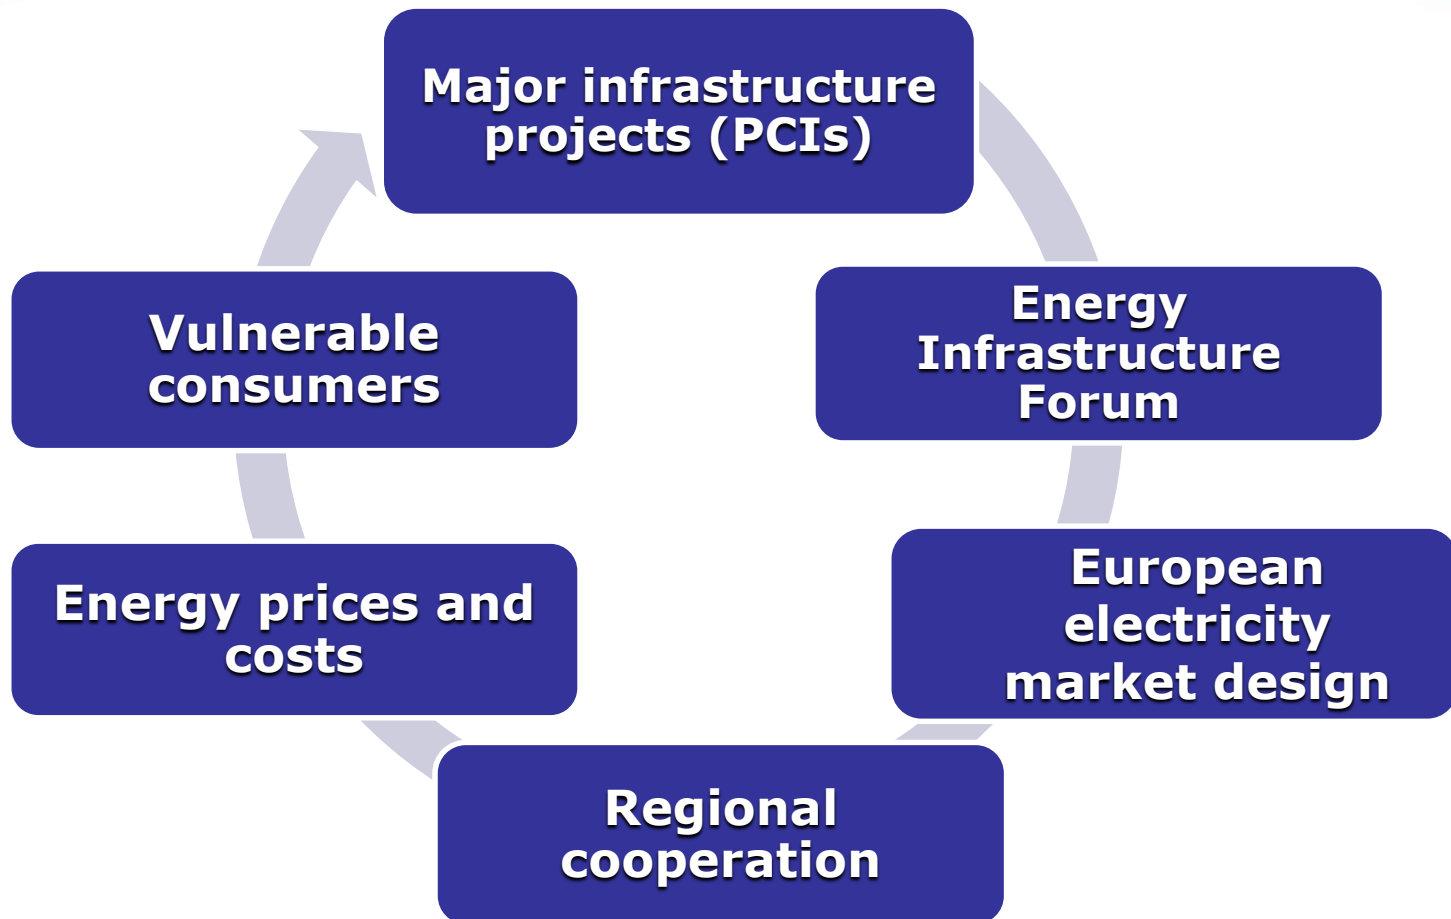 Major infrastructure
projects (PCIs)
Energy
Infrastructure
Forum
European
electricity
market design
Regional
cooperation
Energy prices and
costs
Vulnerable
consumers